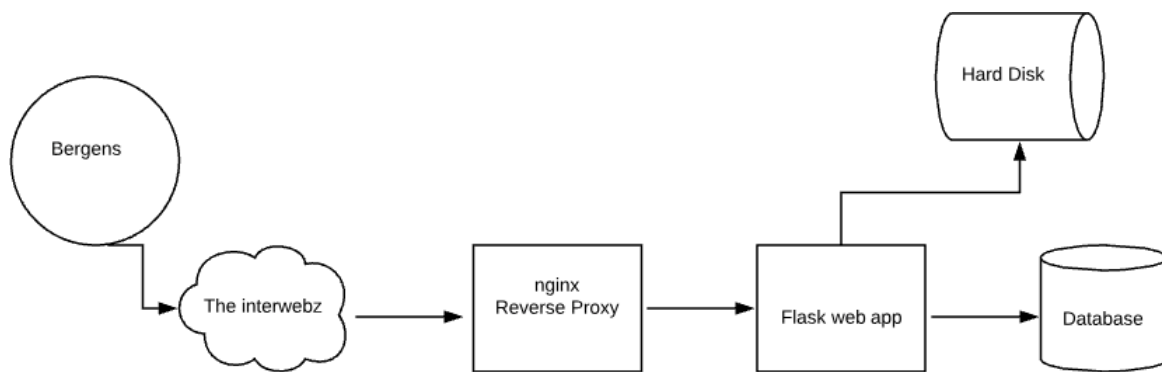 Hard Disk
Bergens
The interwebz
nginx
Reverse Proxy
Flask web app
Database